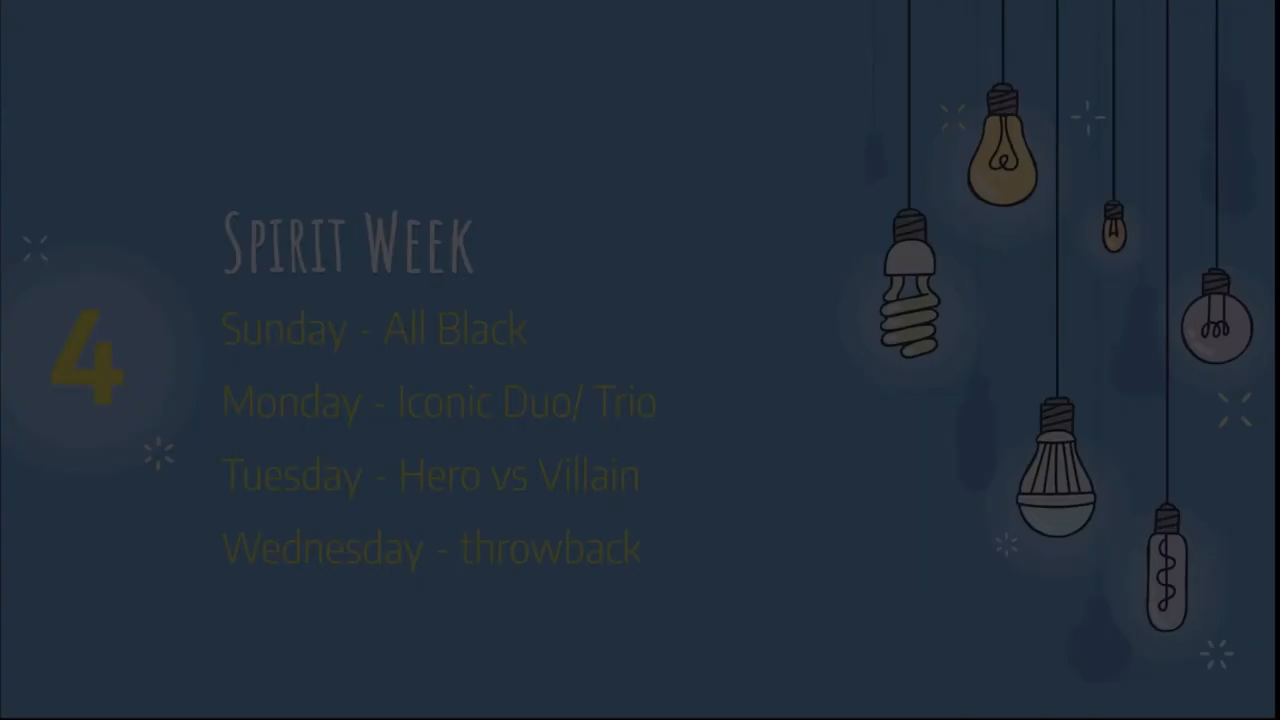 Spirit Week
4
Sunday - All Black
Monday - Iconic Duo/ Trio
Tuesday - Hero vs Villain
Wednesday - throwback